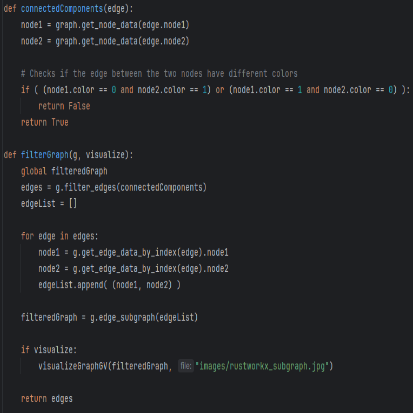 def connectedComponents(edge):
    node1 = graph.get_node_data(edge.node1)
    node2 = graph.get_node_data(edge.node2)

    # Checks if the edge between the two nodes have different colors
    if ( (node1.color == 0 and node2.color == 1) or (node1.color == 1 and node2.color == 0) ):
        return False
    return True

def filterGraph(g, visualize):
    global filteredGraph
    edges = g.filter_edges(connectedComponents)
    edgeList = []

    for edge in edges:
        node1 = g.get_edge_data_by_index(edge).node1
        node2 = g.get_edge_data_by_index(edge).node2
        edgeList.append( (node1, node2) )

    filteredGraph = g.edge_subgraph(edgeList)

    if visualize:
        visualizeGraphGV(filteredGraph, file: "images/rustworkx_subgraph.jpg")

    return edges